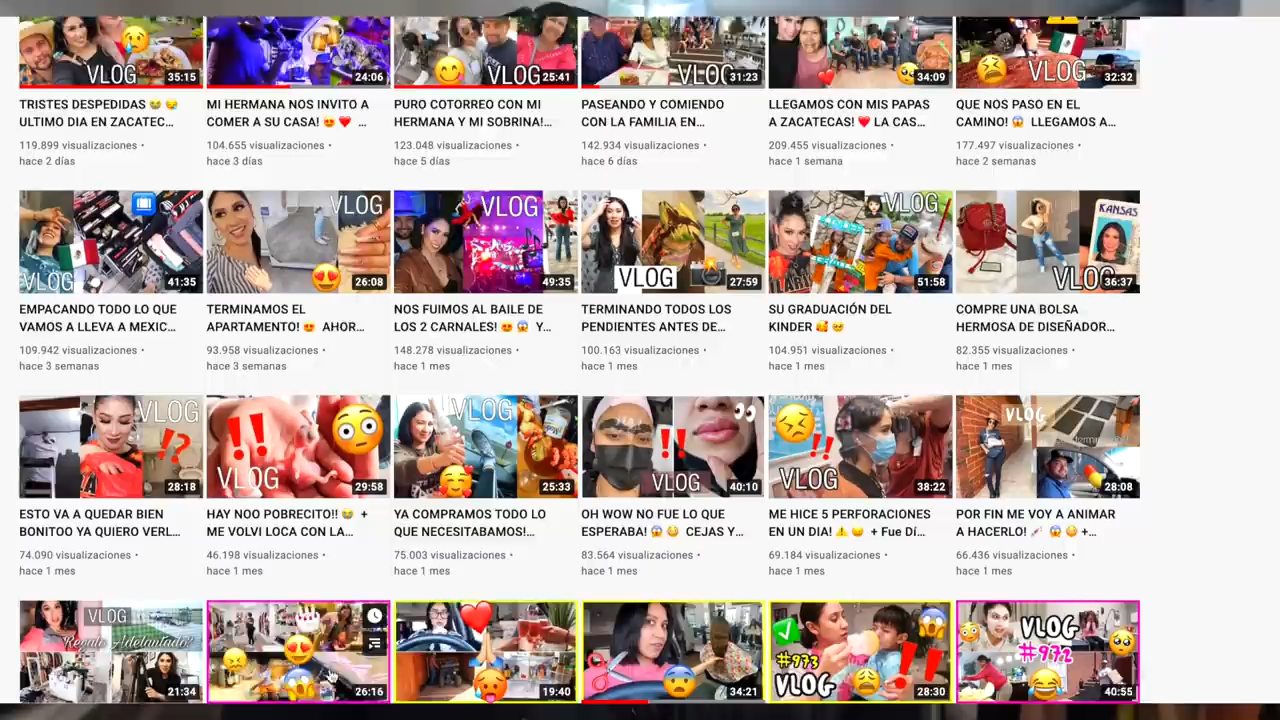 VLOG
35:15
24:06
VLOG
25:41
VLOG
31:23
34:09
VLOG
32:32
TRISTES DESPEDIDAS 😭 😪
ULTIMO DIA EN ZACATEC...
119.899 visualizaciones •
hace 2 días
MI HERMANA NOS INVITO A
COMER A SU CASA! 😍 ❤️ ...
104.655 visualizaciones •
hace 3 días
PURO COTORREO CON MI
HERMANA Y MI SOBRINA!...
123.048 visualizaciones •
hace 5 días
PASEANDO Y COMIENDO
CON LA FAMILIA EN...
142.934 visualizaciones •
hace 6 días
LLEGAMOS CON MIS PAPAS
A ZACATECAS! ❤️ LA CAS...
209.455 visualizaciones •
hace 1 semana
QUE NOS PASO EN EL
CAMINO! 😱 LLEGAMOS A...
177.497 visualizaciones •
hace 2 semanas
VLOG
41:35
VLOG
26:08
VLOG
49:35
VLOG
27:59
VLOG
51:58
KANSAS
VLOG
36:37
EMPACANDO TODO LO QUE
VAMOS A LLEVA A MEXIC...
109.942 visualizaciones •
hace 3 semanas
TERMINAMOS EL
APARTAMENTO! 😍 AHOR...
93.958 visualizaciones •
hace 3 semanas
NOS FUIMOS AL BAILE DE
LOS 2 CARNALES! 😍 😱 Y...
148.278 visualizaciones •
hace 1 mes
TERMINANDO TODOS LOS
PENDIENTES ANTES DE...
100.163 visualizaciones •
hace 1 mes
SU GRADUACIÓN DEL
KINDER 🥰 🥹
104.951 visualizaciones •
hace 1 mes
COMPRE UNA BOLSA
HERMOSA DE DISEÑADOR...
82.355 visualizaciones •
hace 1 mes
VLOG
28:18
VLOG
29:58
VLOG
25:33
VLOG
40:10
VLOG
38:22
VLOG
28:08
ESTO VA A QUEDAR BIEN
BONITOO YA QUIERO VERL...
74.090 visualizaciones •
hace 1 mes
HAY NOO POBRECITO!! 😭 +
ME VOLVI LOCA CON LA...
46.198 visualizaciones •
hace 1 mes
YA COMPRAMOS TODO LO
QUE NECESITABAMOS!...
75.003 visualizaciones •
hace 1 mes
OH WOW NO FUE LO QUE
ESPERABA! 😱 😳 CEJAS Y...
83.564 visualizaciones •
hace 1 mes
ME HICE 5 PERFORACIONES
EN UN DIA! ⚠️ 😖 + Fue Dí...
69.184 visualizaciones •
hace 1 mes
POR FIN ME VOY A ANIMAR
A HACERLO! 💉 😱 😳 +...
66.436 visualizaciones •
hace 1 mes
VLOG
Regalo Adelantado?
21:34
26:16
19:40
34:21
#973
VLOG
28:30
VLOG
#972
40:55